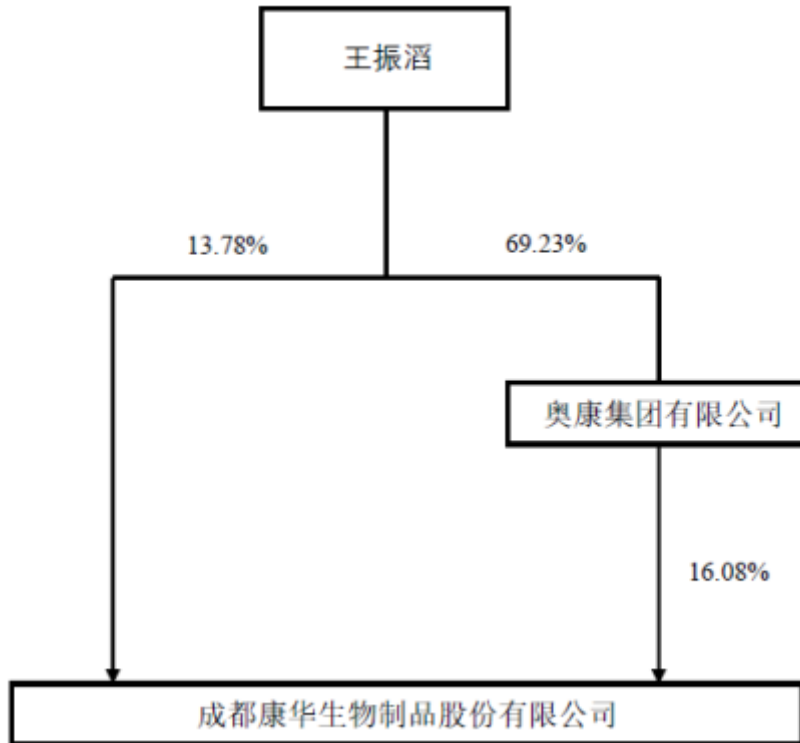 王振滔
13.78%
69.23%
奥康集团有限公司
16.08%
成都康华生物制品股份有限公司